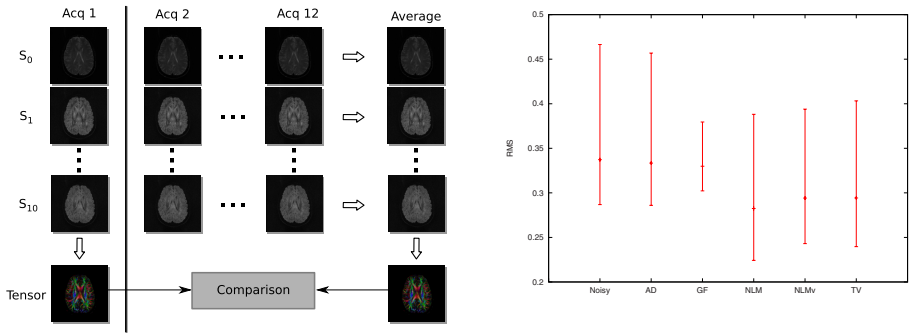 Acq 1
Acq 2
Acq 12
Average
S0
S1
S10
Tensor
Comparison
0.5
0.45
0.4
0.35
0.3
0.25
0.2
RMS
Noisy
AD
GF
NLM
NLMv
TV